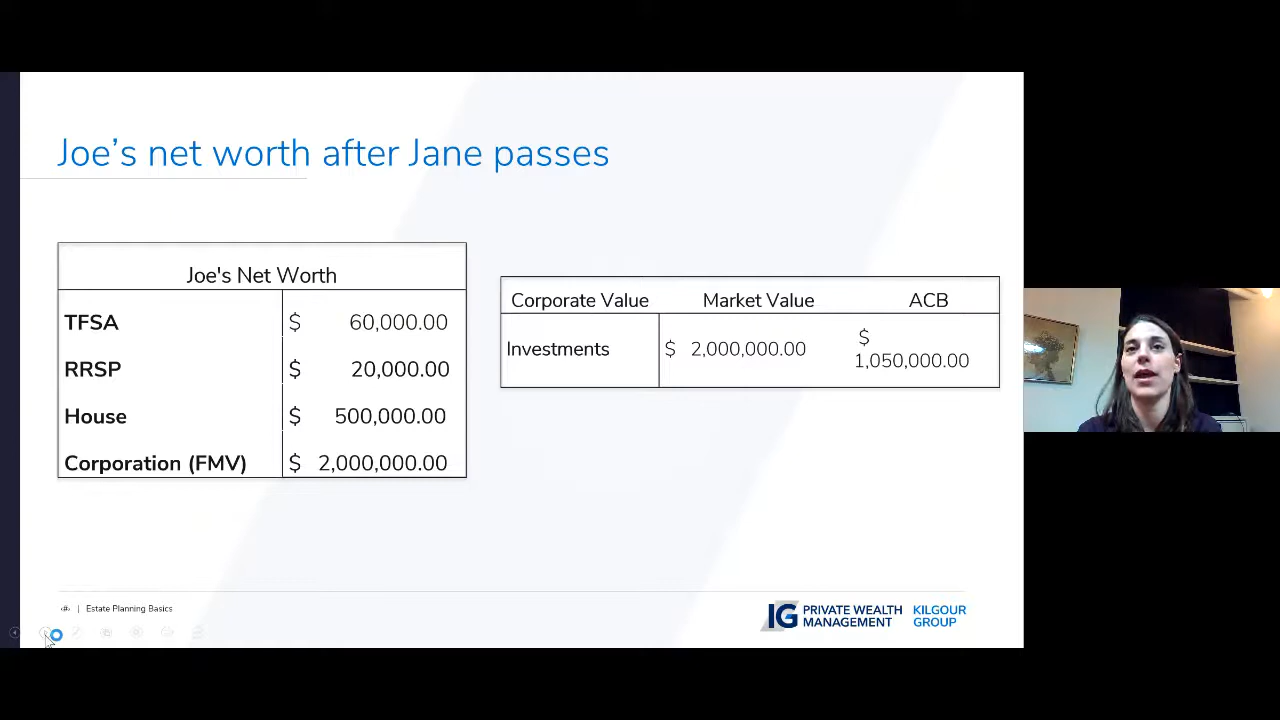 Joe's net worth after Jane passes
Joe's Net Worth
TFSA $ 60,000.00
RRSP $ 20,000.00
House $ 500,000.00
Corporation (FMV) $ 2,000,000.00
Corporate Value Market Value ACB
Investments $ 2,000,000.00 $ 1,050,000.00
‹#› | Estate Planning Basics
IG PRIVATE WEALTH MANAGEMENT
KILGOUR GROUP